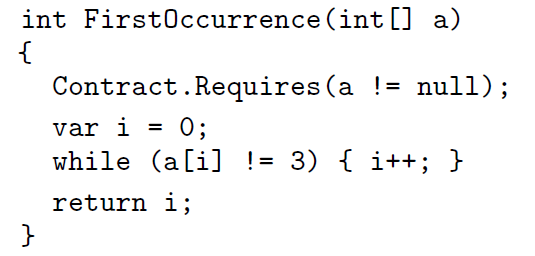 int FirstOccurrence(int[] a)
{
  Contract.Requires(a != null);
  var i = 0;
  while (a[i] != 3) { i++; }
  return i;
}